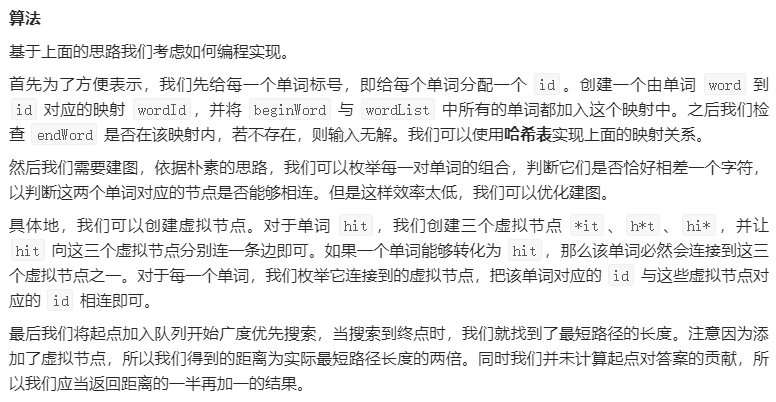 算法
基于上面的思路我们考虑如何编程实现。
首先为了方便表示，我们先给每一个单词标号，即给每个单词分配一个 id。创建一个由单词 word 到
id 对应的映射 wordId，并将 beginWord 与 wordList 中所有的单词都加入这个映射中。之后我们检
查 endWord 是否在该映射内，若不存在，则输入无解。我们可以使用哈希表实现上面的映射关系。
然后我们需要建图，依据朴素的思路，我们可以枚举每一对单词的组合，判断它们是否恰好相差一个字符，
以判断这两个单词对应的节点是否能够相连。但是这样效率太低，我们可以优化建图。
具体地，我们可以创建虚拟节点。对于单词 hit，我们创建三个虚拟节点 *it、h*t、hi*，并让
hit 向这三个虚拟节点分别连一条边即可。如果一个单词能够转化为 hit，那么该单词必然会连接到这三
个虚拟节点之一。对于每一个单词，我们枚举它连接到的虚拟节点，把该单词对应的 id 与这些虚拟节点对
应的 id 相连即可。
最后我们将起点加入队列开始广度优先搜索，当搜索到终点时，我们就找到了最短路径的长度。注意因为添
加了虚拟节点，所以我们得到的距离为实际最短路径长度的两倍。同时我们并未计算起点对答案的贡献，所
以我们应当返回距离的一半再加一的结果。